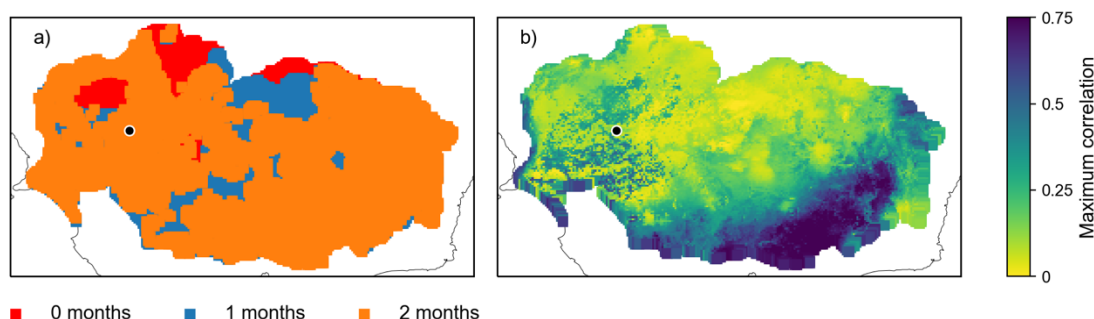 a)
b)
0.75
0.5
0.25
0
Maximum correlation
0 months 1 months 2 months